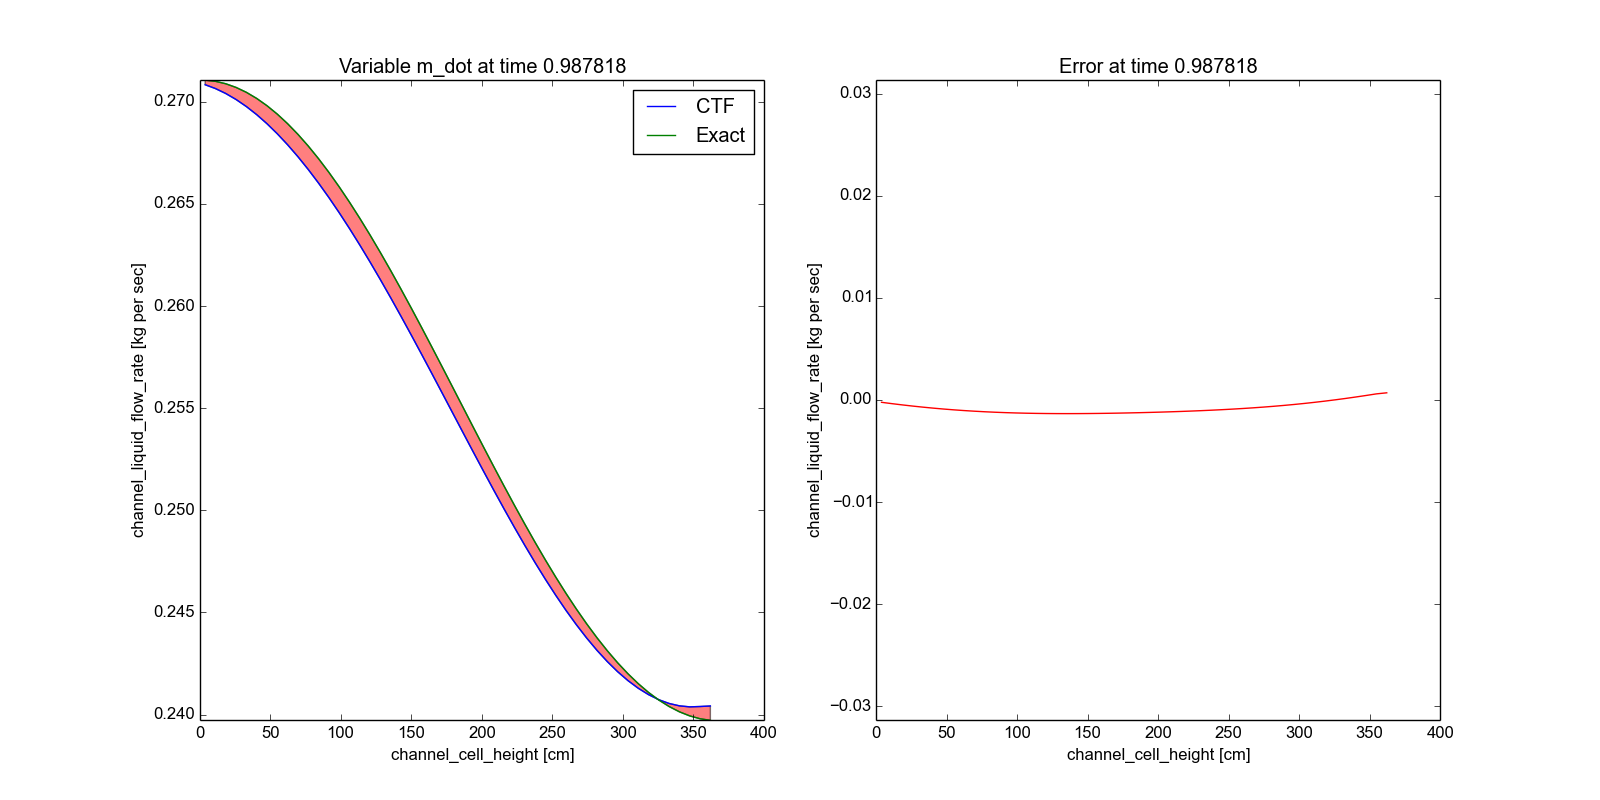 Variable m_dot at time 0.987818
CTF
Exact
0.270
0.265
0.260
0.255
0.250
0.245
0.240
channel_liquid_flow_rate [kg per sec]
0 50 100 150 200 250 300 350 400
channel_cell_height [cm]
Error at time 0.987818
0.03
0.02
0.01
0.00
−0.01
−0.02
−0.03
channel_liquid_flow_rate [kg per sec]
0 50 100 150 200 250 300 350 400
channel_cell_height [cm]